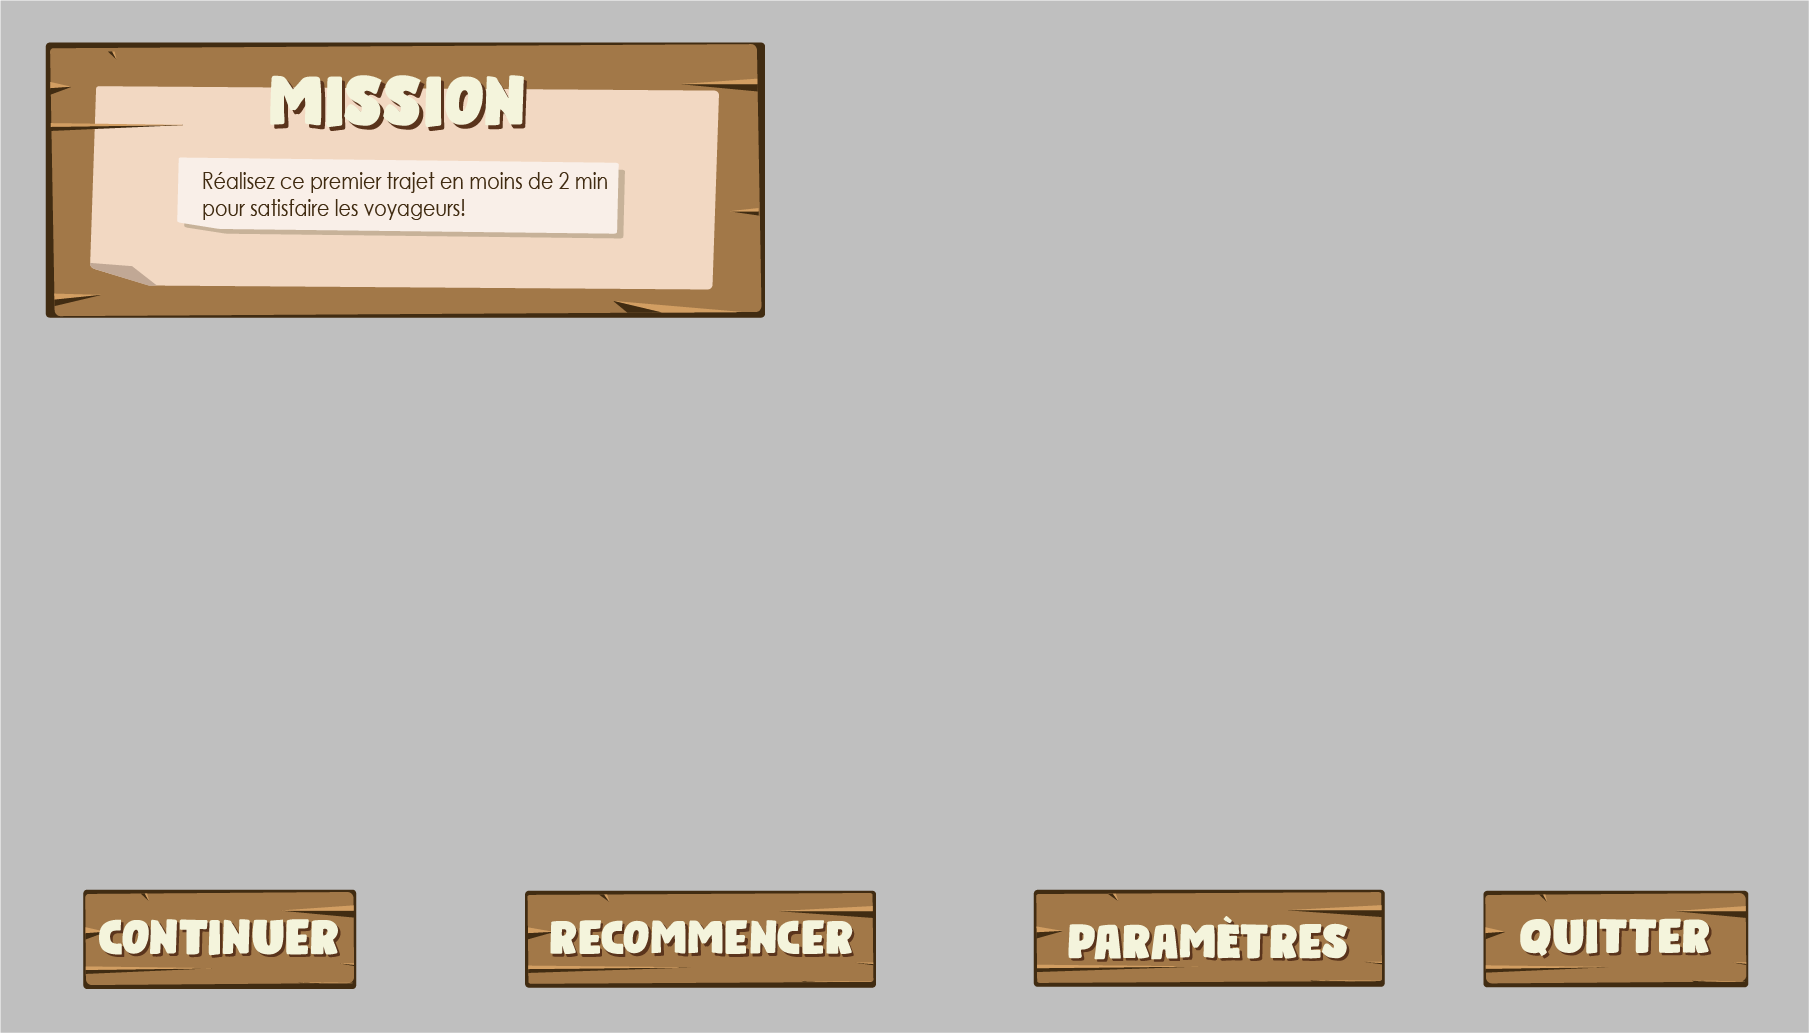 MISSION
Réalisez ce premier trajet en moins de 2 min
pour satisfaire les voyageurs!
CONTINUER
RECOMMENCER
PARAMÈTRES
QUITTER